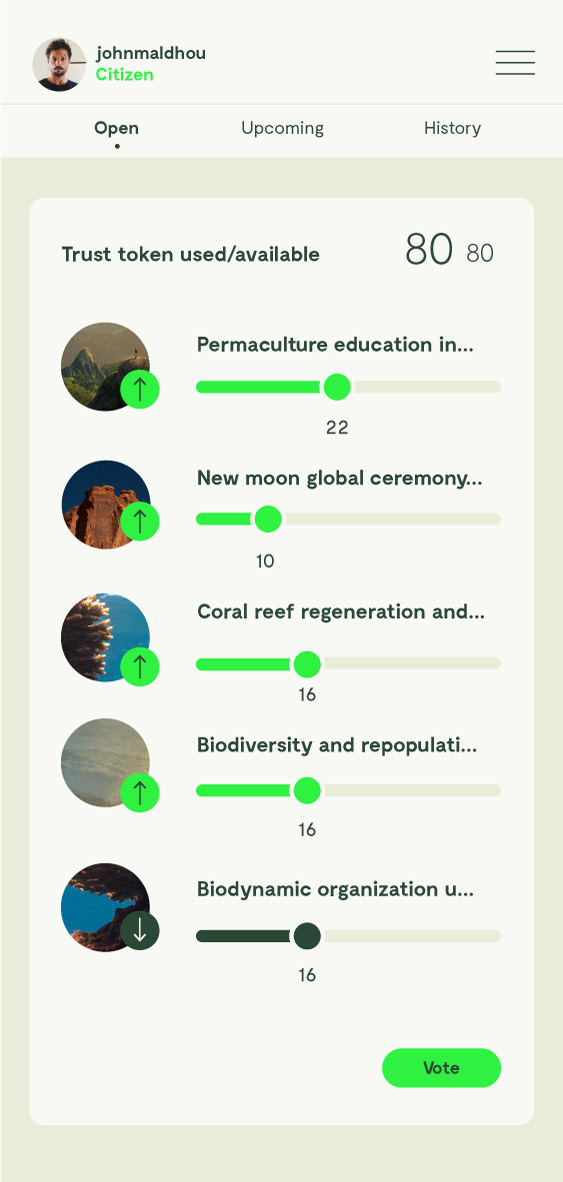 johnmaldhou
Citizen
Open Upcoming History
Trust token used/available 80 80
Permaculture education in...
22
New moon global ceremony...
10
Coral reef regeneration and...
16
Biodiversity and repopulati...
16
Biodynamic organization u...
16
Vote